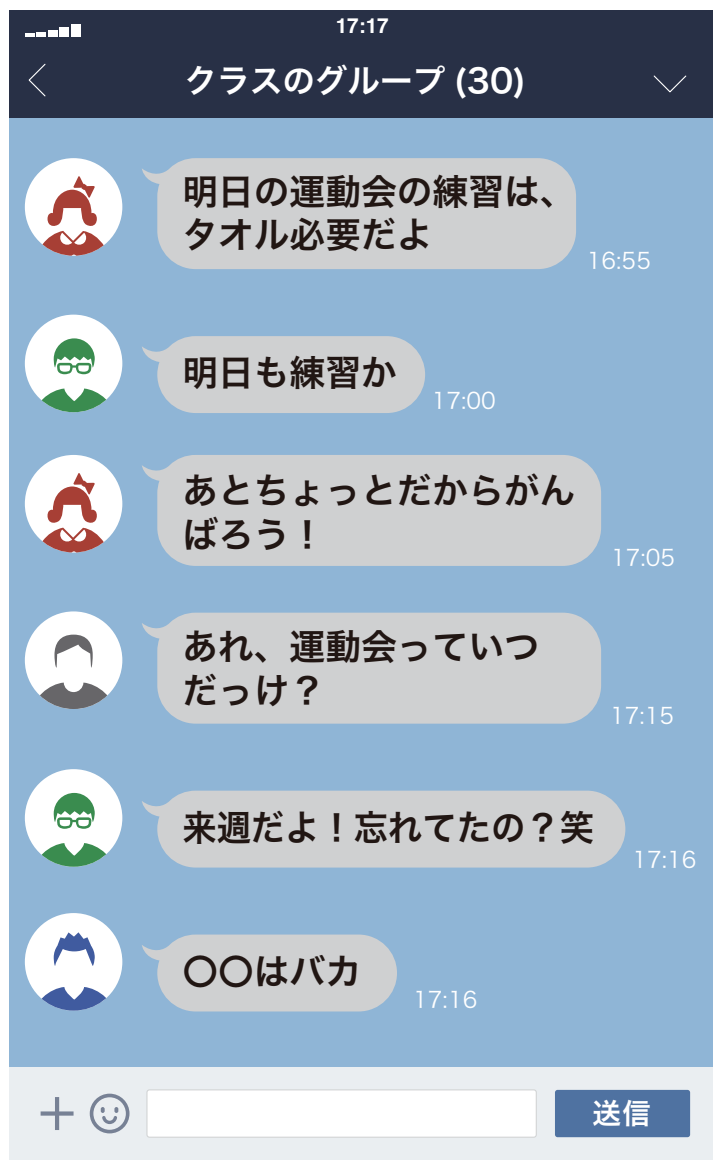 17:17
クラスのグループ (30)
明日の運動会の練習は、
タオル必要だよ
16:55
明日も練習か
17:00
あとちょっとだからがん
ばろう！
17:05
あれ、運動会っていつ
だっけ？
17:15
来週だよ！忘れてたの？笑
17:16
〇〇はバカ
17:16
送信